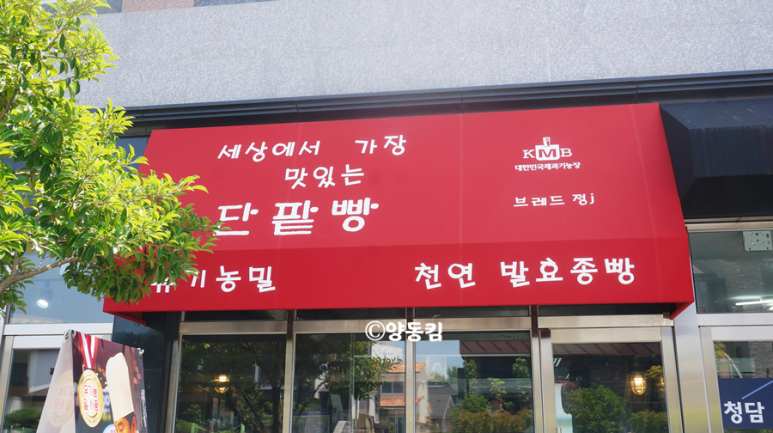 세상에서 가장
맛있는
단팥빵
KMB
대한민국제과기능장
브레드 정j
유기농밀
천연 발효종빵
©양동킴
청담